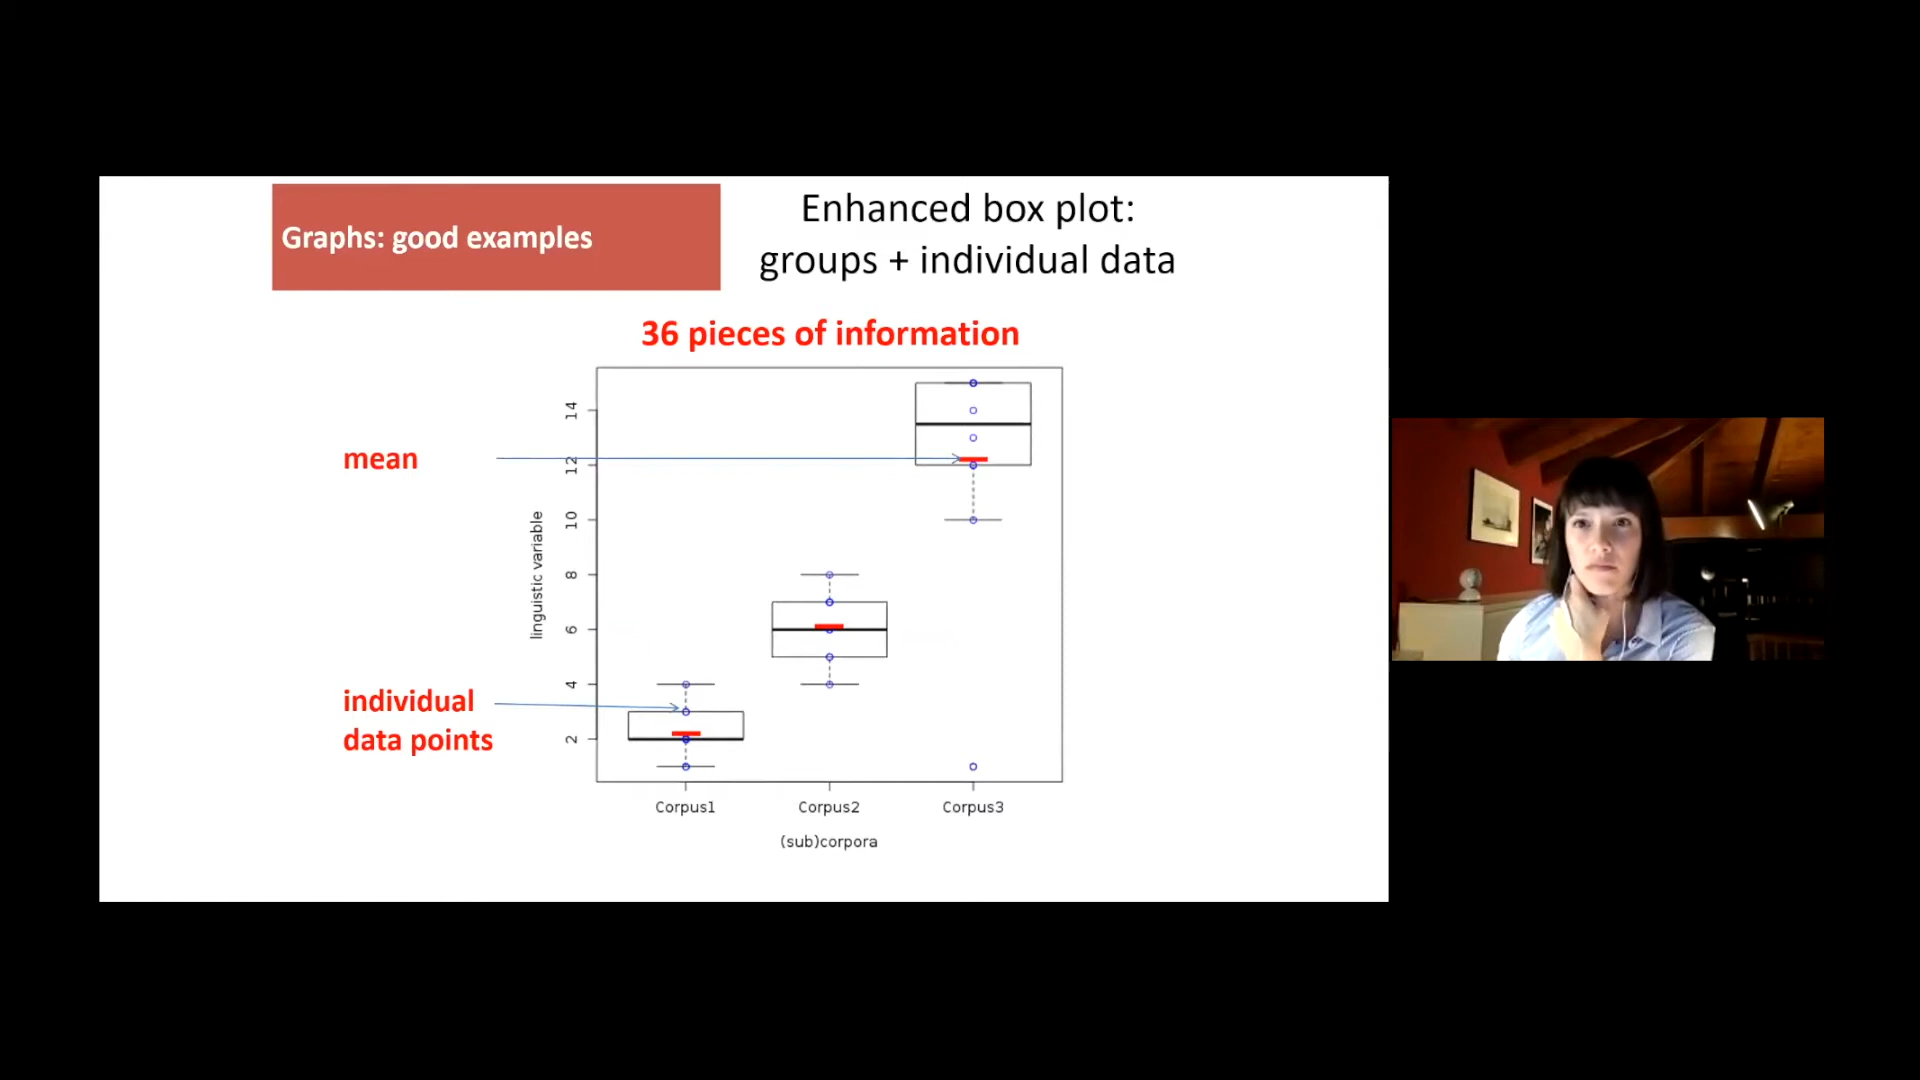 Graphs: good examples
Enhanced box plot:
groups + individual data
36 pieces of information
mean
individual
data points
linguistic variable
14
12
10
8
6
4
2
Corpus1
Corpus2
Corpus3
(sub)corpora